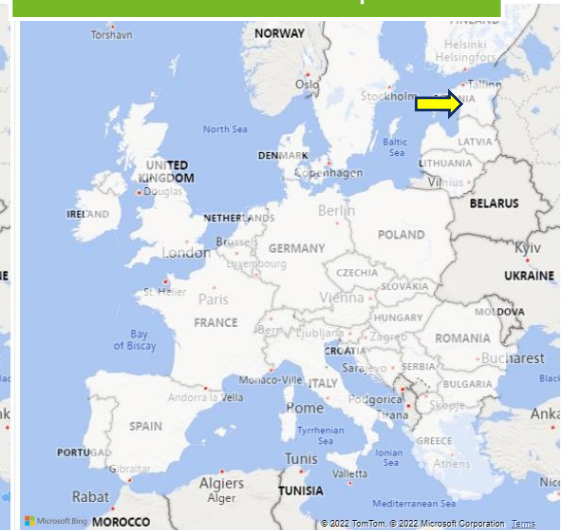 Torshavn
NORWAY
Helsinki
Helsingfors
Oslo
Stockholm
Tallinn
North Sea
Baltic
Sea
LATVIA
DENMARK
Copenhagen
LITHUANIA
Vilnius
UNITED
KINGDOM
Douglas
BELARUS
IRELAND
NETHERLANDS
Berlin
POLAND
London
Brussels
GERMANY
Kyiv
Luxembourg
CZECHIA
UKRAINE
St. Helier
Paris
Vienna
SLOVAKIA
FRANCE
HUNGARY
MOLDOVA
Bay
of Biscay
Bern
Ljubljana
Zagreb
ROMANIA
CROATIA
Bucharest
Sarajevo
SERBIA
Monaco-Ville
ITALY
BULGARIA
Andorra la Vella
Podgorica
Skopje
Rome
Tirana
SPAIN
Tyrrhenian
Sea
GREECE
PORTUGAL
Ionian
Sea
Athens
Gibraltar
Tunis
Algiers
Alger
Valletta
Rabat
TUNISIA
Mediterranean Sea
Microsoft Bing
MOROCCO
© 2022 TomTom, © 2022 Microsoft Corporation Terms